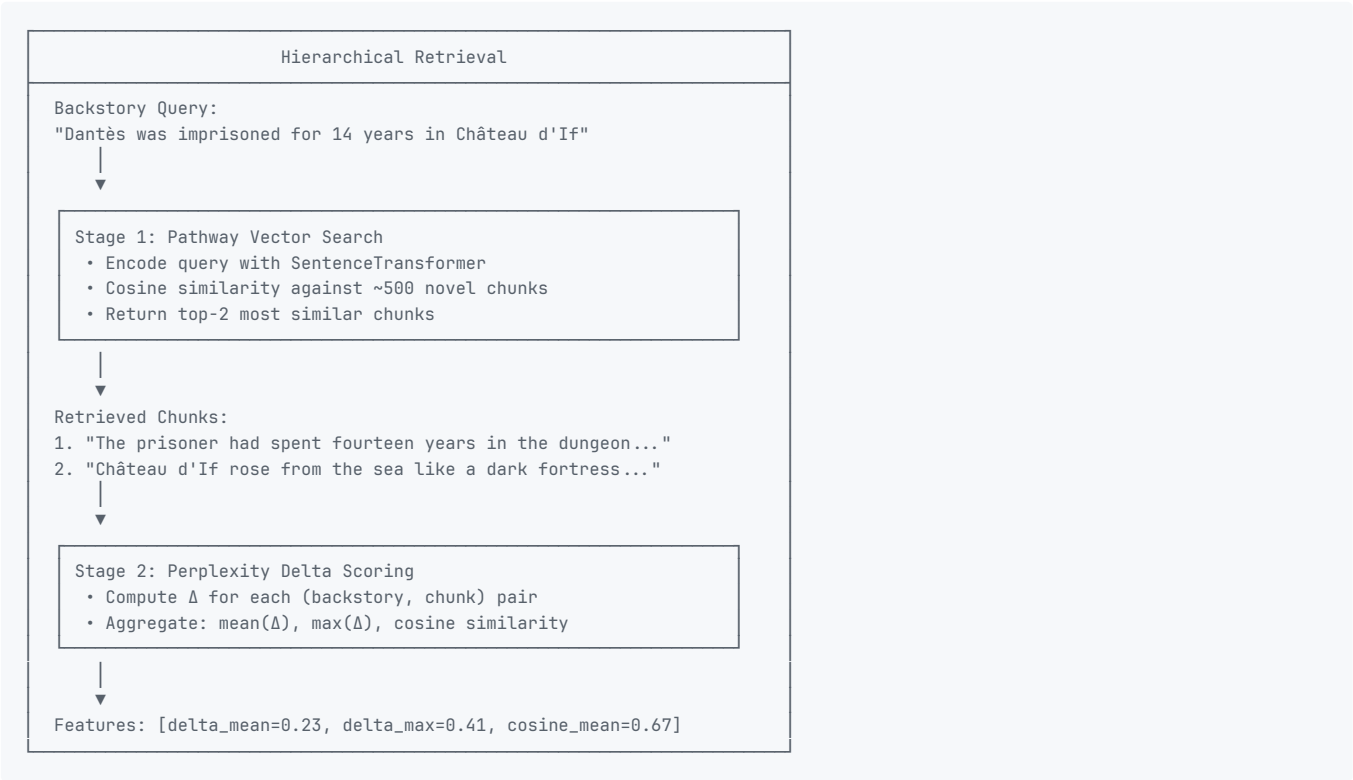 Hierarchical Retrieval
Backstory Query:
"Dantès was imprisoned for 14 years in Château d'If"
Stage 1: Pathway Vector Search
• Encode query with SentenceTransformer
• Cosine similarity against ~500 novel chunks
• Return top-2 most similar chunks
Retrieved Chunks:
1. "The prisoner had spent fourteen years in the dungeon..."
2. "Château d'If rose from the sea like a dark fortress..."
Stage 2: Perplexity Delta Scoring
• Compute Δ for each (backstory, chunk) pair
• Aggregate: mean(Δ), max(Δ), cosine similarity
Features: [delta_mean=0.23, delta_max=0.41, cosine_mean=0.67]